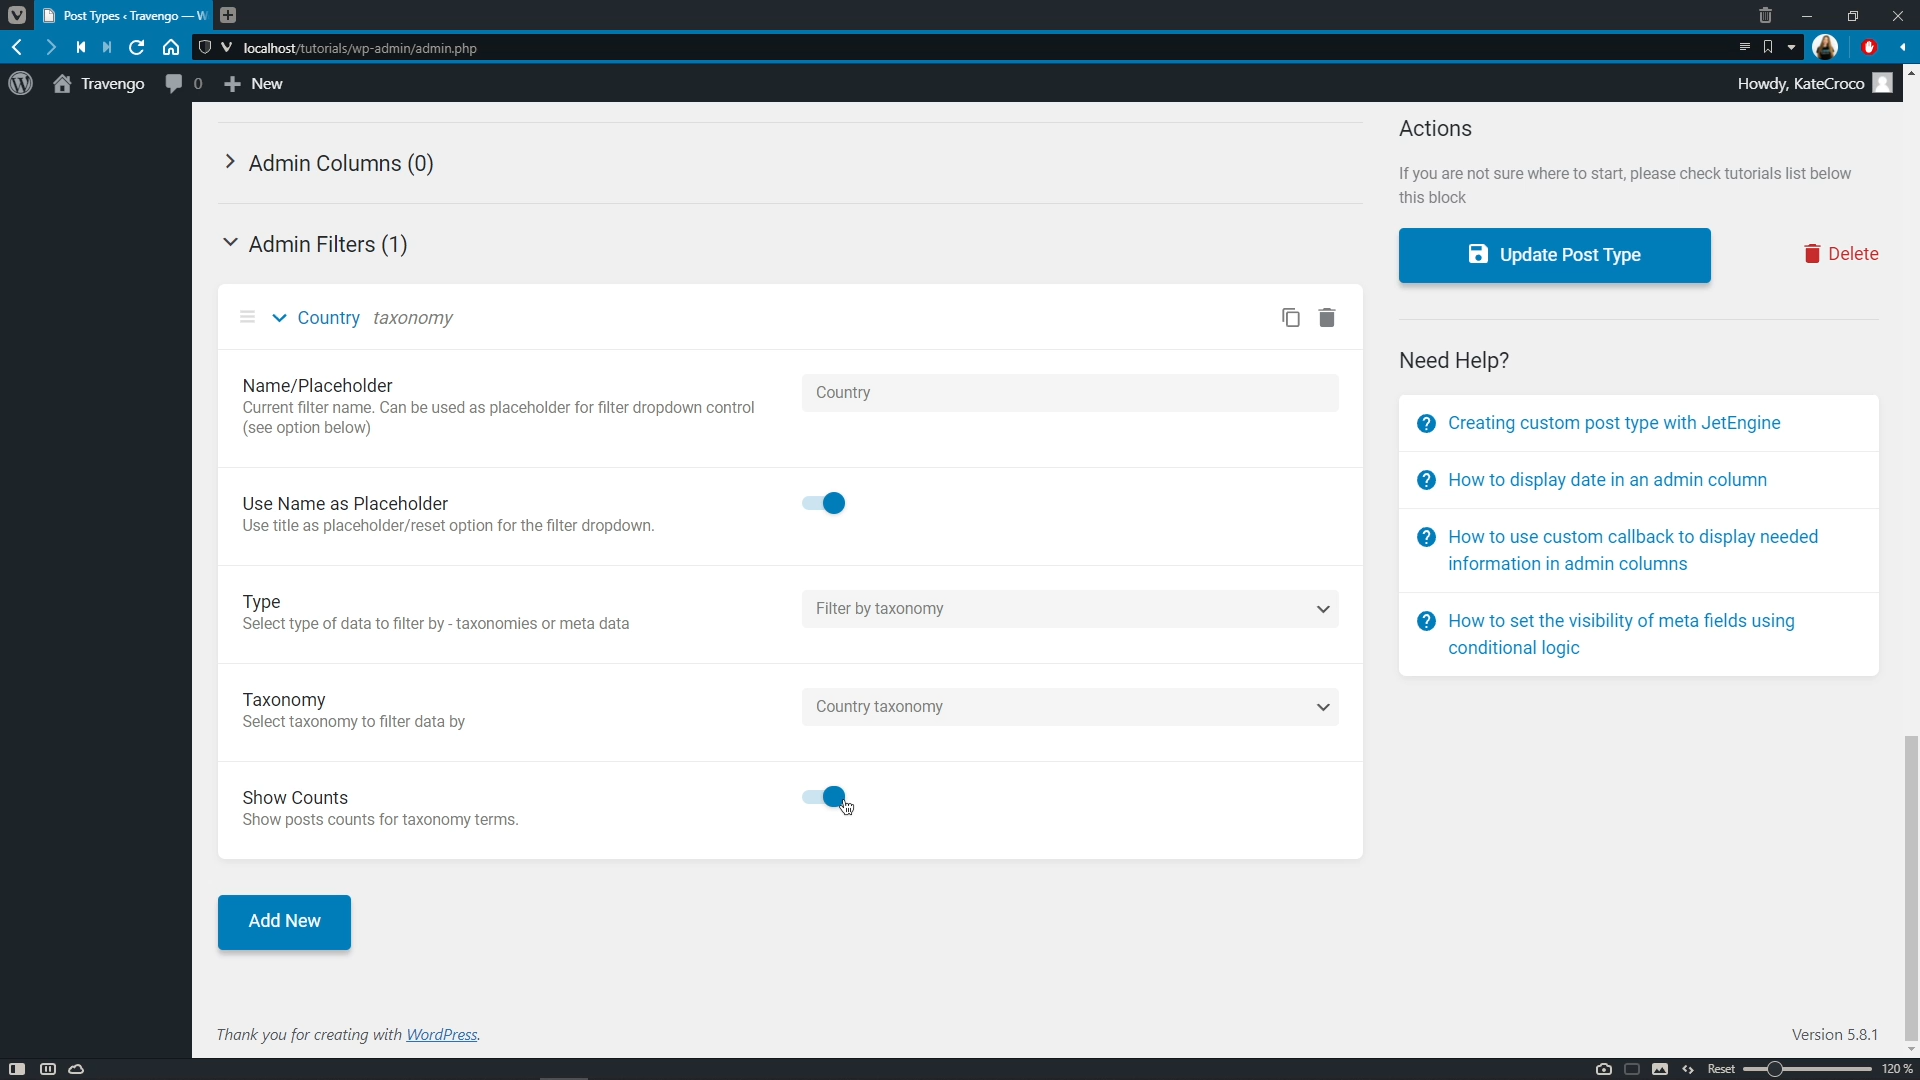 Post Types ‹ Travengo — W
localhost/tutorials/wp-admin/admin.php
Travengo 0 New
Howdy, KateCroco
Admin Columns (0)
Admin Filters (1)
Country taxonomy
Name/Placeholder
Current filter name. Can be used as placeholder for filter dropdown control
(see option below)
Country
Use Name as Placeholder
Use title as placeholder/reset option for the filter dropdown.
Type
Select type of data to filter by - taxonomies or meta data
Filter by taxonomy
Taxonomy
Select taxonomy to filter data by
Country taxonomy
Show Counts
Show posts counts for taxonomy terms.
Add New
Actions
If you are not sure where to start, please check tutorials list below
this block
Update Post Type
Delete
Need Help?
Creating custom post type with JetEngine
How to display date in an admin column
How to use custom callback to display needed
information in admin columns
How to set the visibility of meta fields using
conditional logic
Thank you for creating with WordPress.
Version 5.8.1
Reset 120 %